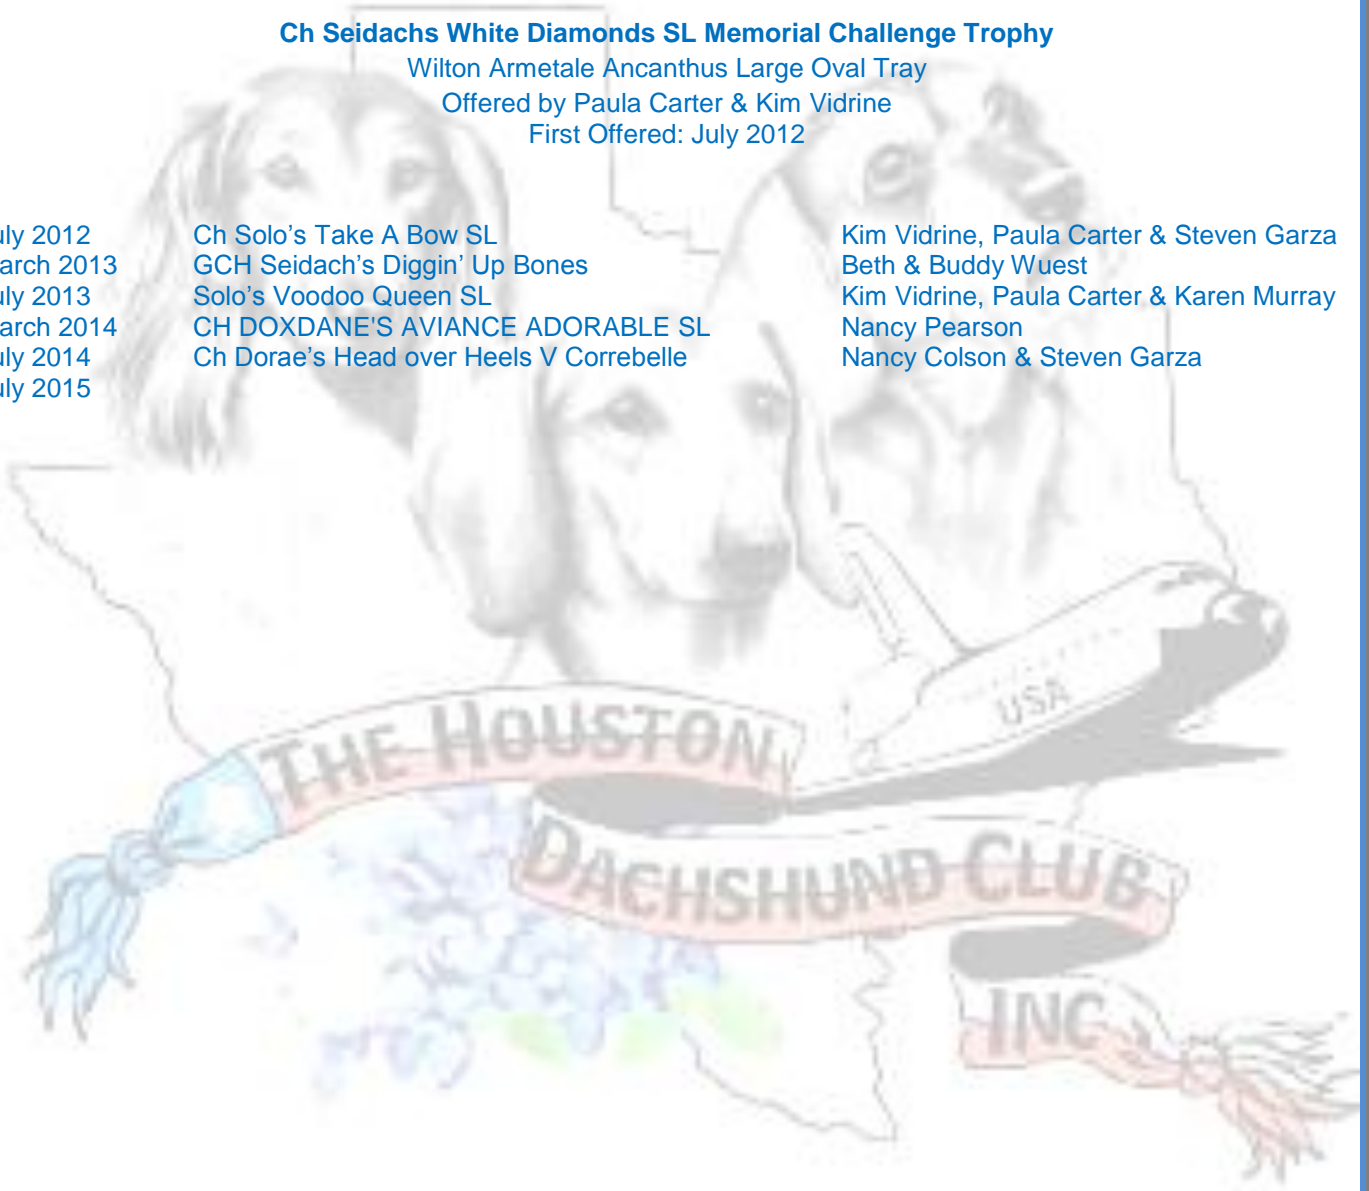 Ch Seidachs White Diamonds SL Memorial Challenge Trophy
Wilton Armetale Ancanthus Large Oval Tray
Offered by Paula Carter & Kim Vidrine
First Offered: July 2012
uly 2012 Ch Solo’s Take A Bow SL Kim Vidrine, Paula Carter & Steven Garza
arch 2013 GCH Seidach’s Diggin’ Up Bones Beth & Buddy Wuest
uly 2013 Solo’s Voodoo Queen SL Kim Vidrine, Paula Carter & Karen Murray
arch 2014 CH DOXDANE'S AVIANCE ADORABLE SL Nancy Pearson
uly 2014 Ch Dorae’s Head over Heels V Correbelle Nancy Colson & Steven Garza
uly 2015
USA
THE HOUSTON
DACHSHUND CLUB
INC